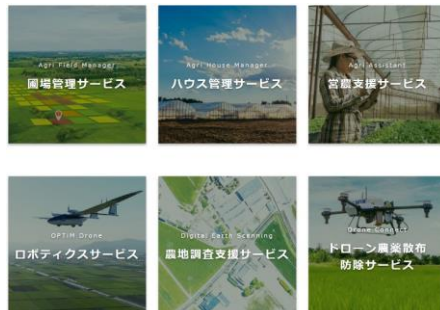 Agri Field Manager
圃場管理サービス
Agri House Manager
ハウス管理サービス
Agri Assistant
営農支援サービス
OPTiM Drone
ロボティクスサービス
Digital Earth Scanning
農地調査支援サービス
Drone Connect
ドローン農薬散布
防除サービス